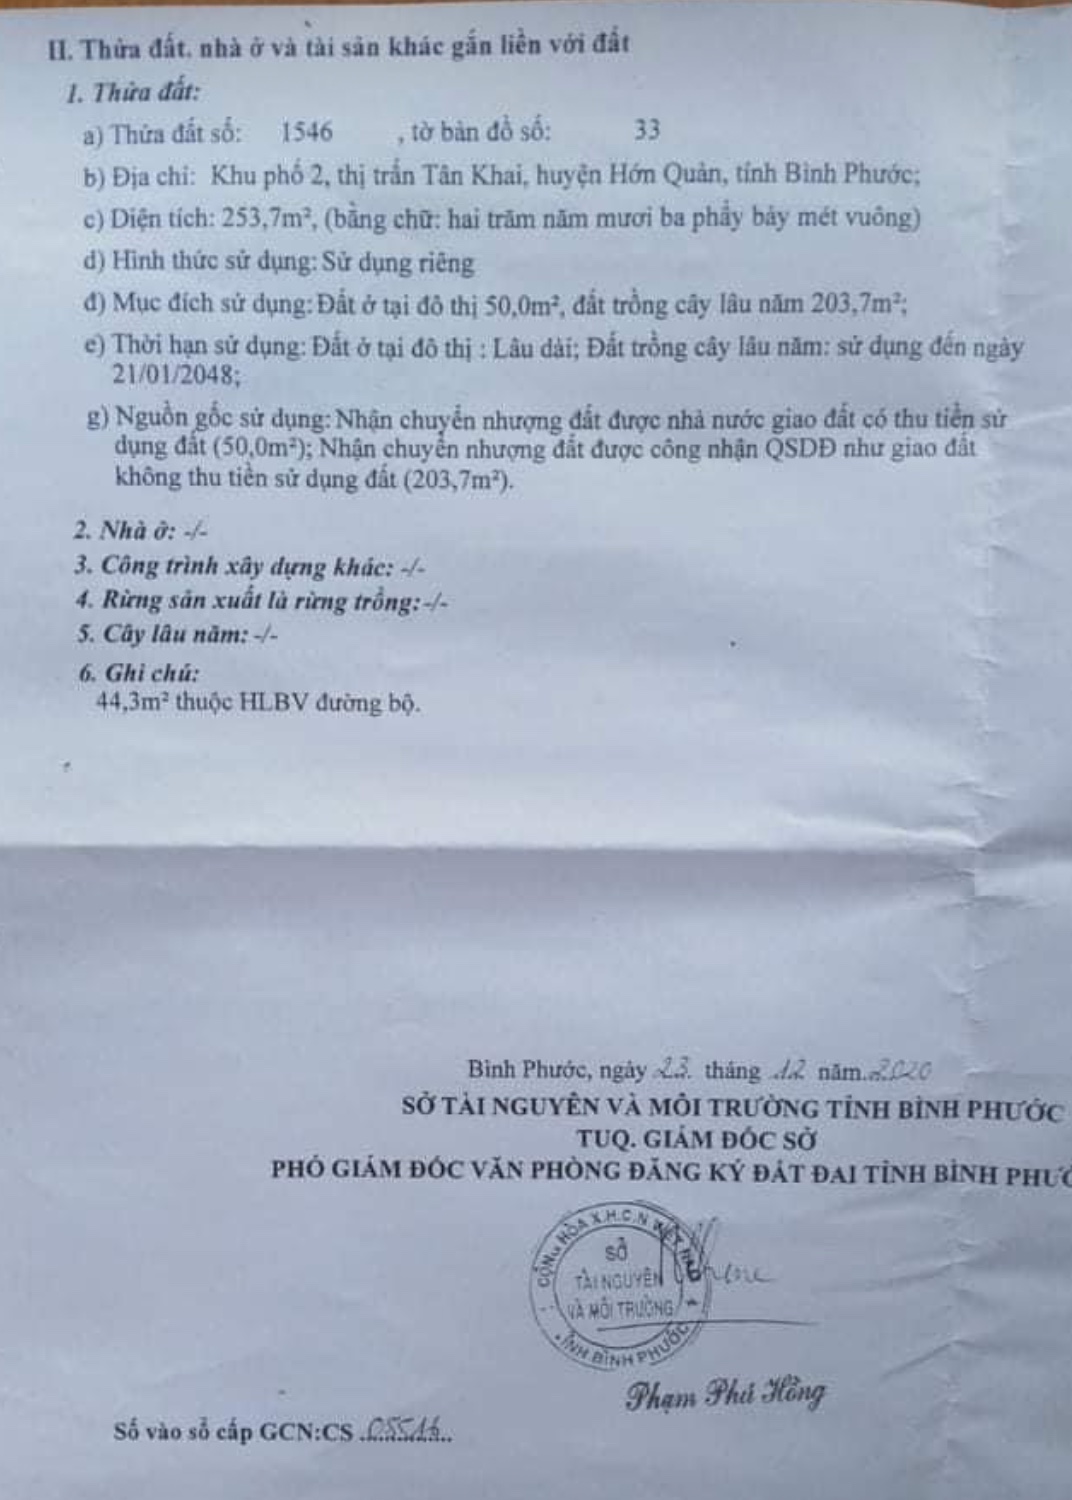 II. Thửa đất, nhà ở và tài sản khác gắn liền với đất
1. Thửa đất:
a) Thửa đất số: 1546 , tờ bản đồ số: 33
b) Địa chỉ: Khu phố 2, thị trấn Tân Khai, huyện Hớn Quản, tỉnh Bình Phước;
c) Diện tích: 253,7m², (bằng chữ: hai trăm năm mươi ba phẩy bảy mét vuông)
d) Hình thức sử dụng: Sử dụng riêng
đ) Mục đích sử dụng: Đất ở tại đô thị 50,0m², đất trồng cây lâu năm 203,7m²;
e) Thời hạn sử dụng: Đất ở tại đô thị : Lâu dài; Đất trồng cây lâu năm: sử dụng đến ngày
21/01/2048;
g) Nguồn gốc sử dụng: Nhận chuyển nhượng đất được nhà nước giao đất có thu tiền sử
dụng đất (50,0m²); Nhận chuyển nhượng đất được công nhận QSDĐ như giao đất
không thu tiền sử dụng đất (203,7m²).
2. Nhà ở: -/-
3. Công trình xây dựng khác: -/-
4. Rừng sản xuất là rừng trồng: -/-
5. Cây lâu năm: -/-
6. Ghi chú:
44,3m² thuộc HLBV đường bộ.
Bình Phước, ngày 23 tháng 12 năm 2020
SỞ TÀI NGUYÊN VÀ MÔI TRƯỜNG TỈNH BÌNH PHƯỚC
TUQ. GIÁM ĐỐC SỞ
PHÓ GIÁM ĐỐC VĂN PHÒNG ĐĂNG KÝ ĐẤT ĐAI TỈNH BÌNH PHƯỚ
CỘNG HÒA X.H.C.N VIỆT NAM
SỞ
TÀI NGUYÊN
VÀ MÔI TRƯỜNG
TỈNH BÌNH PHƯỚC
Phạm Phú Hồng
Số vào sổ cấp GCN:CS 05516